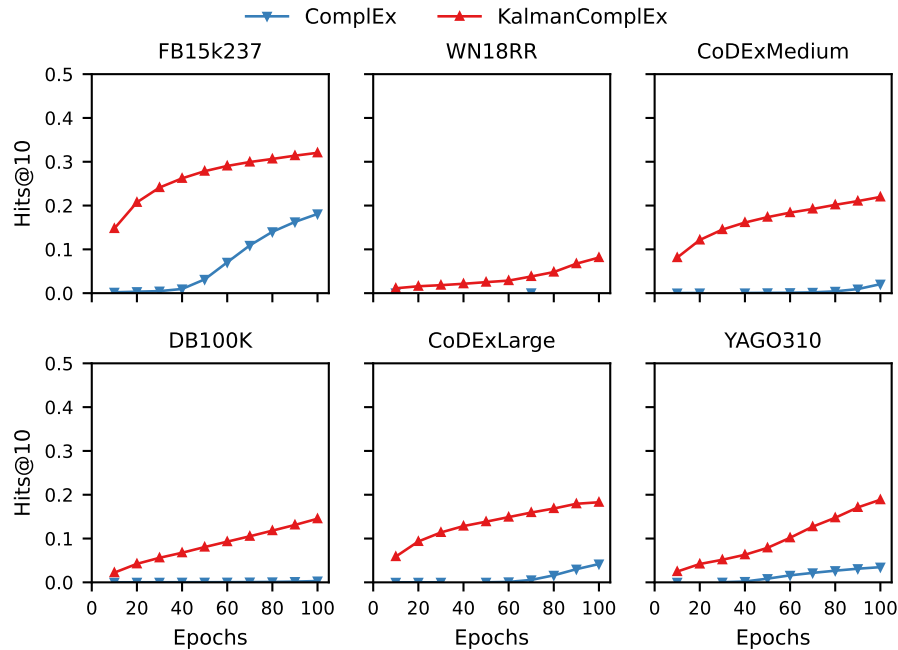 ComplEx KalmanComplEx
FB15k237 WN18RR CoDExMedium
0.5
0.4
0.3
0.2
0.1
0.0
Hits@10
DB100K CoDExLarge YAGO310
0.5
0.4
0.3
0.2
0.1
0.0
Hits@10
0 20 40 60 80 100 0 20 40 60 80 100 0 20 40 60 80 100
Epochs Epochs Epochs